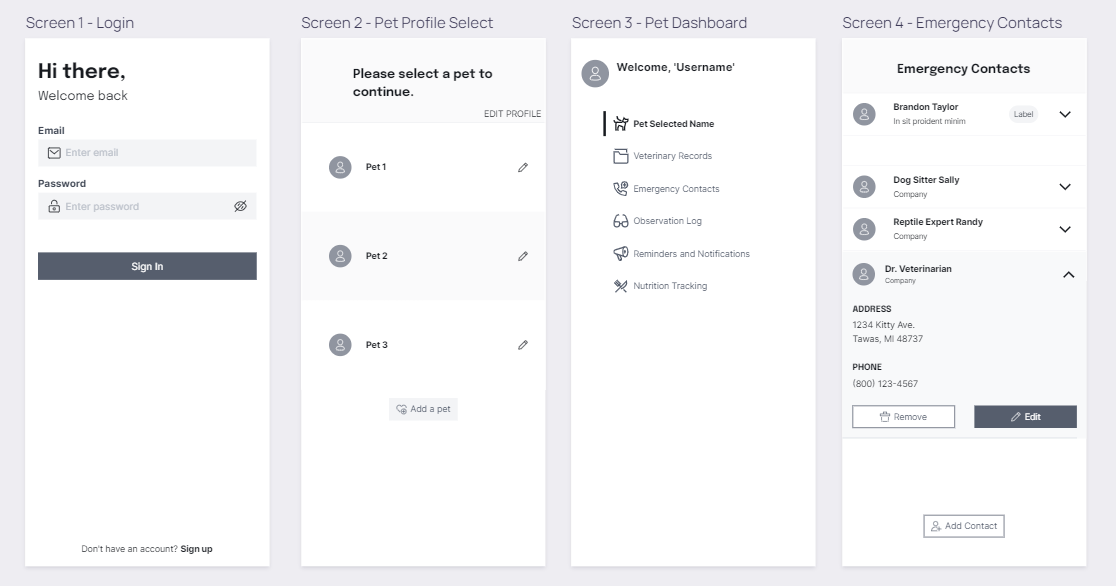 Screen 1 - Login
Hi there,
Welcome back
Email
Enter email
Password
Enter password
Sign In
Don't have an account? Sign up
Screen 2 - Pet Profile Select
Please select a pet to
continue.
EDIT PROFILE
Pet 1
Pet 2
Pet 3
Add a pet
Screen 3 - Pet Dashboard
Welcome, 'Username'
Pet Selected Name
Veterinary Records
Emergency Contacts
Observation Log
Reminders and Notifications
Nutrition Tracking
Screen 4 - Emergency Contacts
Emergency Contacts
Brandon Taylor
In sit proident minim
Label
Dog Sitter Sally
Company
Reptile Expert Randy
Company
Dr. Veterinarian
Company
ADDRESS
1234 Kitty Ave.
Tawas, MI 48737
PHONE
(800) 123-4567
Remove
Edit
Add Contact